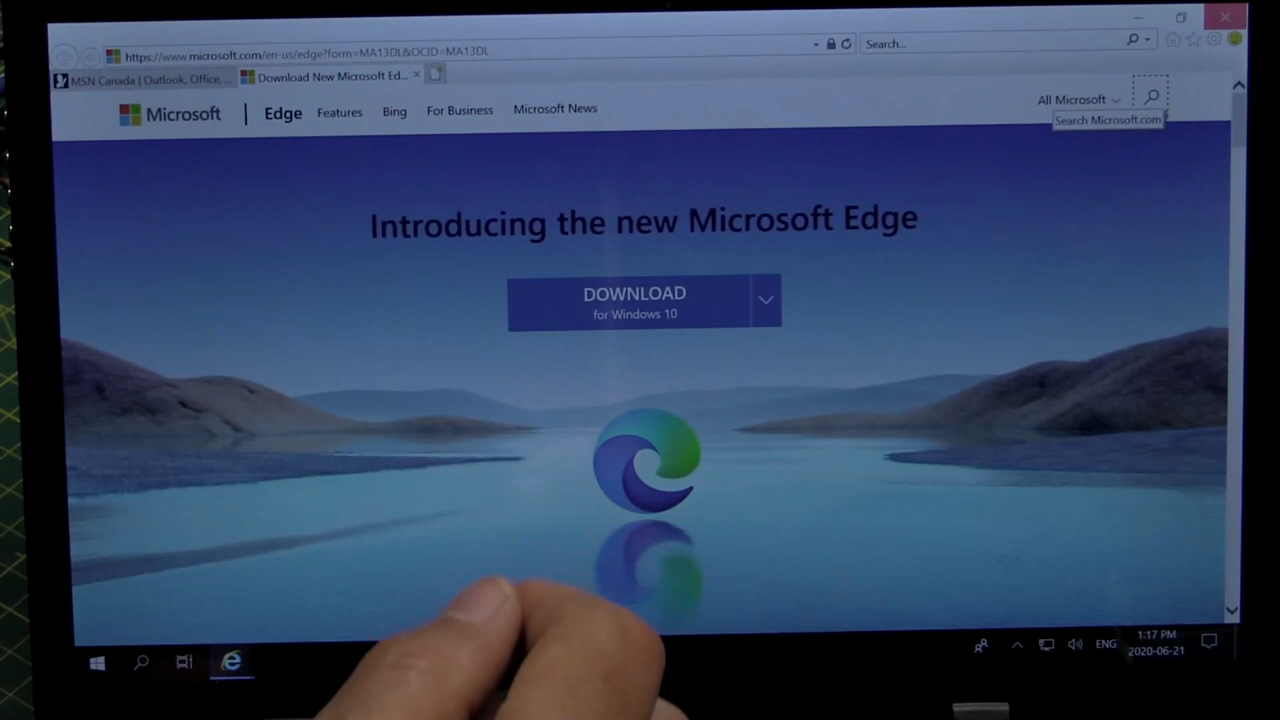 https://www.microsoft.com/en-us/edge?form=MA13DL&OCID=MA13DL
Search...
MSN Canada | Outlook, Office, ...
Download New Microsoft Ed...
Microsoft
Edge
Features
Bing
For Business
Microsoft News
All Microsoft
Search Microsoft.com
Introducing the new Microsoft Edge
DOWNLOAD
for Windows 10
ENG
1:17 PM
2020-06-21